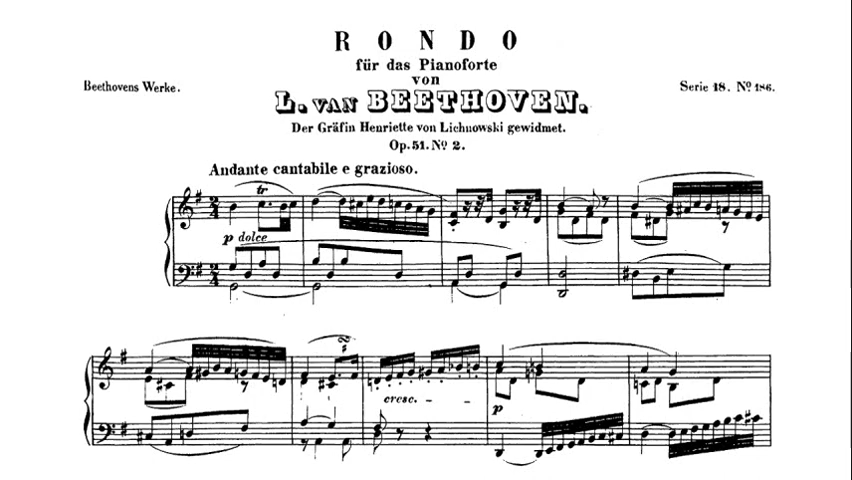 RONDO
für das Pianoforte
von
Beethovens Werke.
L. VAN BEETHOVEN.
Serie 18. No 186.
Der Gräfin Henriette von Lichnowski gewidmet.
Op. 51. No 2.
Andante cantabile e grazioso.
tr
p dolce
cresc.
p